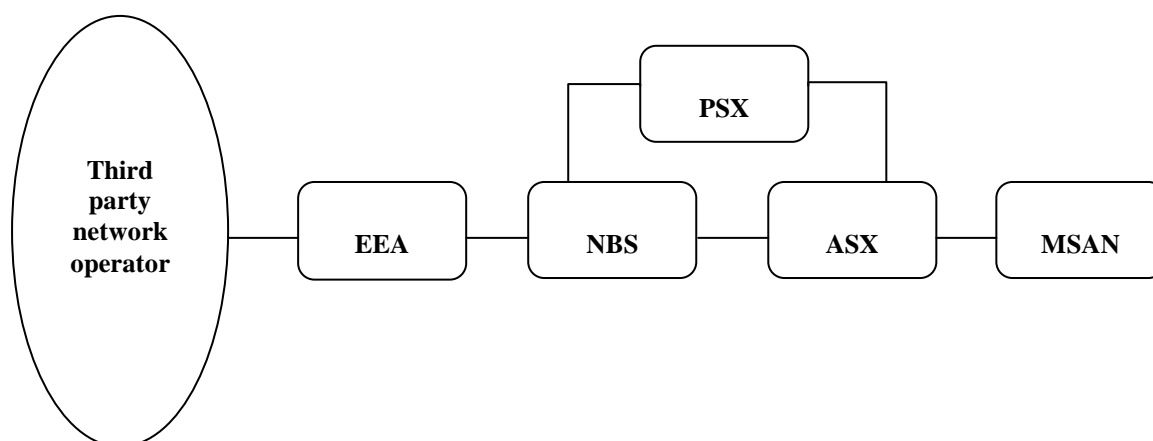 PSX
Third
party
network
operator
EEA
NBS
ASX
MSAN